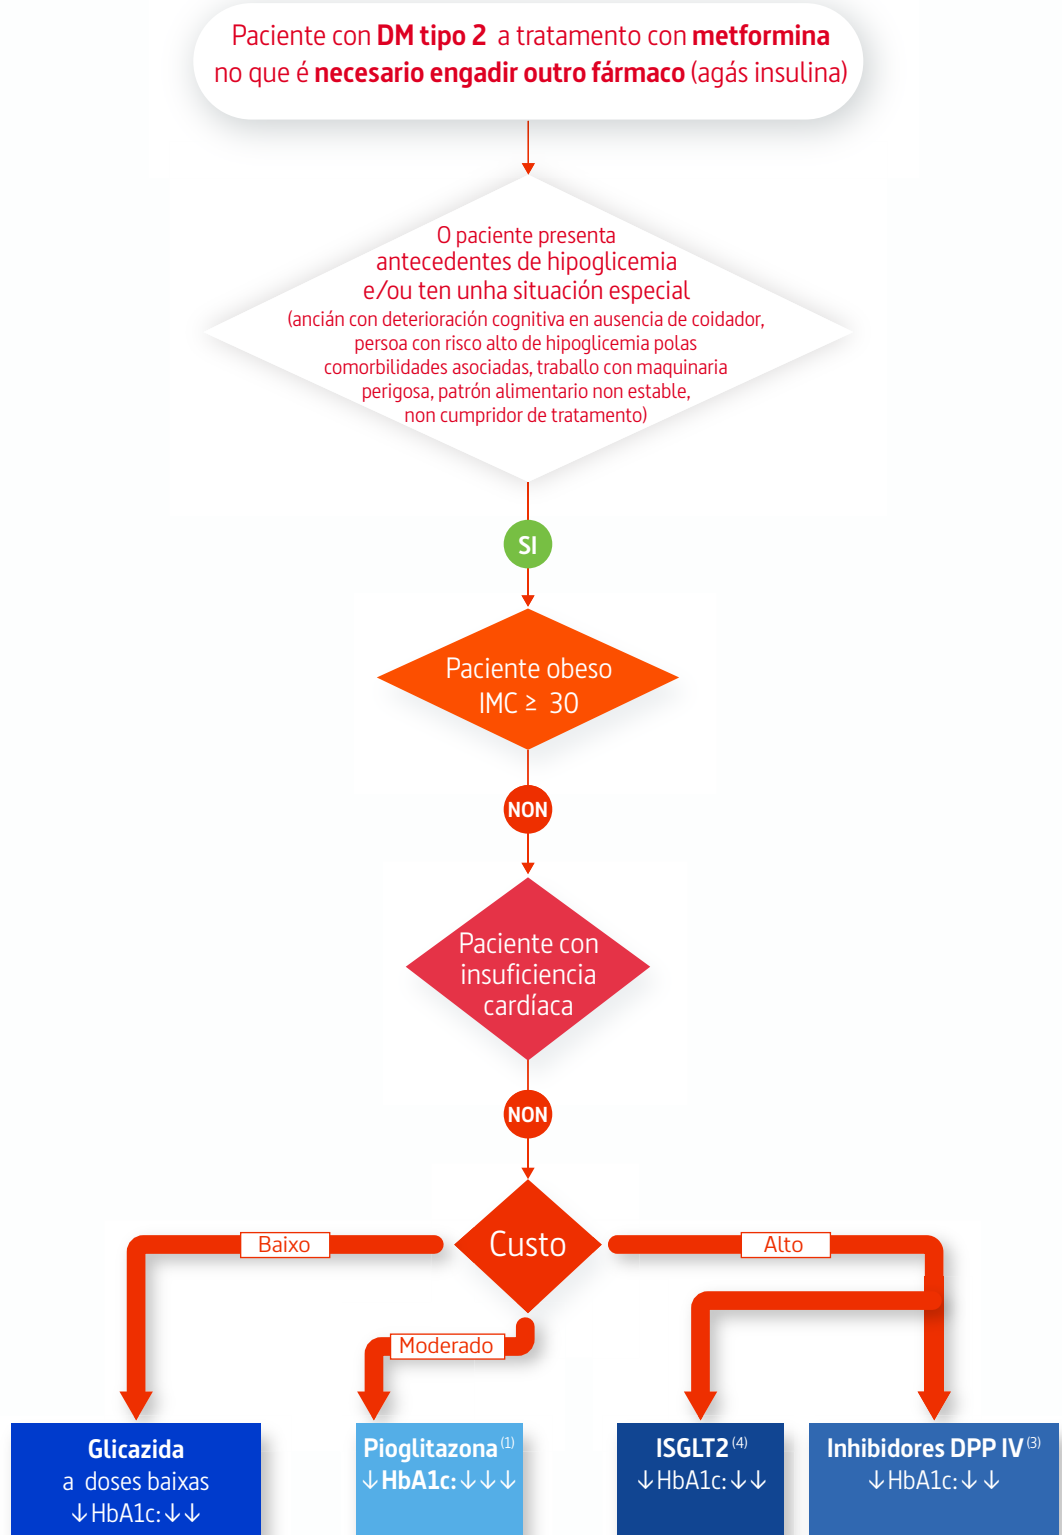 Paciente con DM tipo 2 a tratamento con metformina
no que é necesario engadir outro fármaco (agás insulina)
O paciente presenta
antecedentes de hipoglicemia
e/ou ten unha situación especial
(ancián con deterioración cognitiva en ausencia de coidador,
persoa con risco alto de hipoglicemia polas
comorbilidades asociadas, traballo con maquinaria
perigosa, patrón alimentario non estable,
non cumpridor de tratamento)
SI
Paciente obeso
IMC ≥ 30
NON
Paciente con
insuficiencia
cardíaca
NON
Custo
Baixo
Alto
Moderado
Glicazida
a doses baixas
↓HbA1c:↓↓
Pioglitazona (1)
↓HbA1c:↓↓↓
ISGLT2 (4)
↓HbA1c:↓↓
Inhibidores DPP IV (3)
↓HbA1c:↓↓